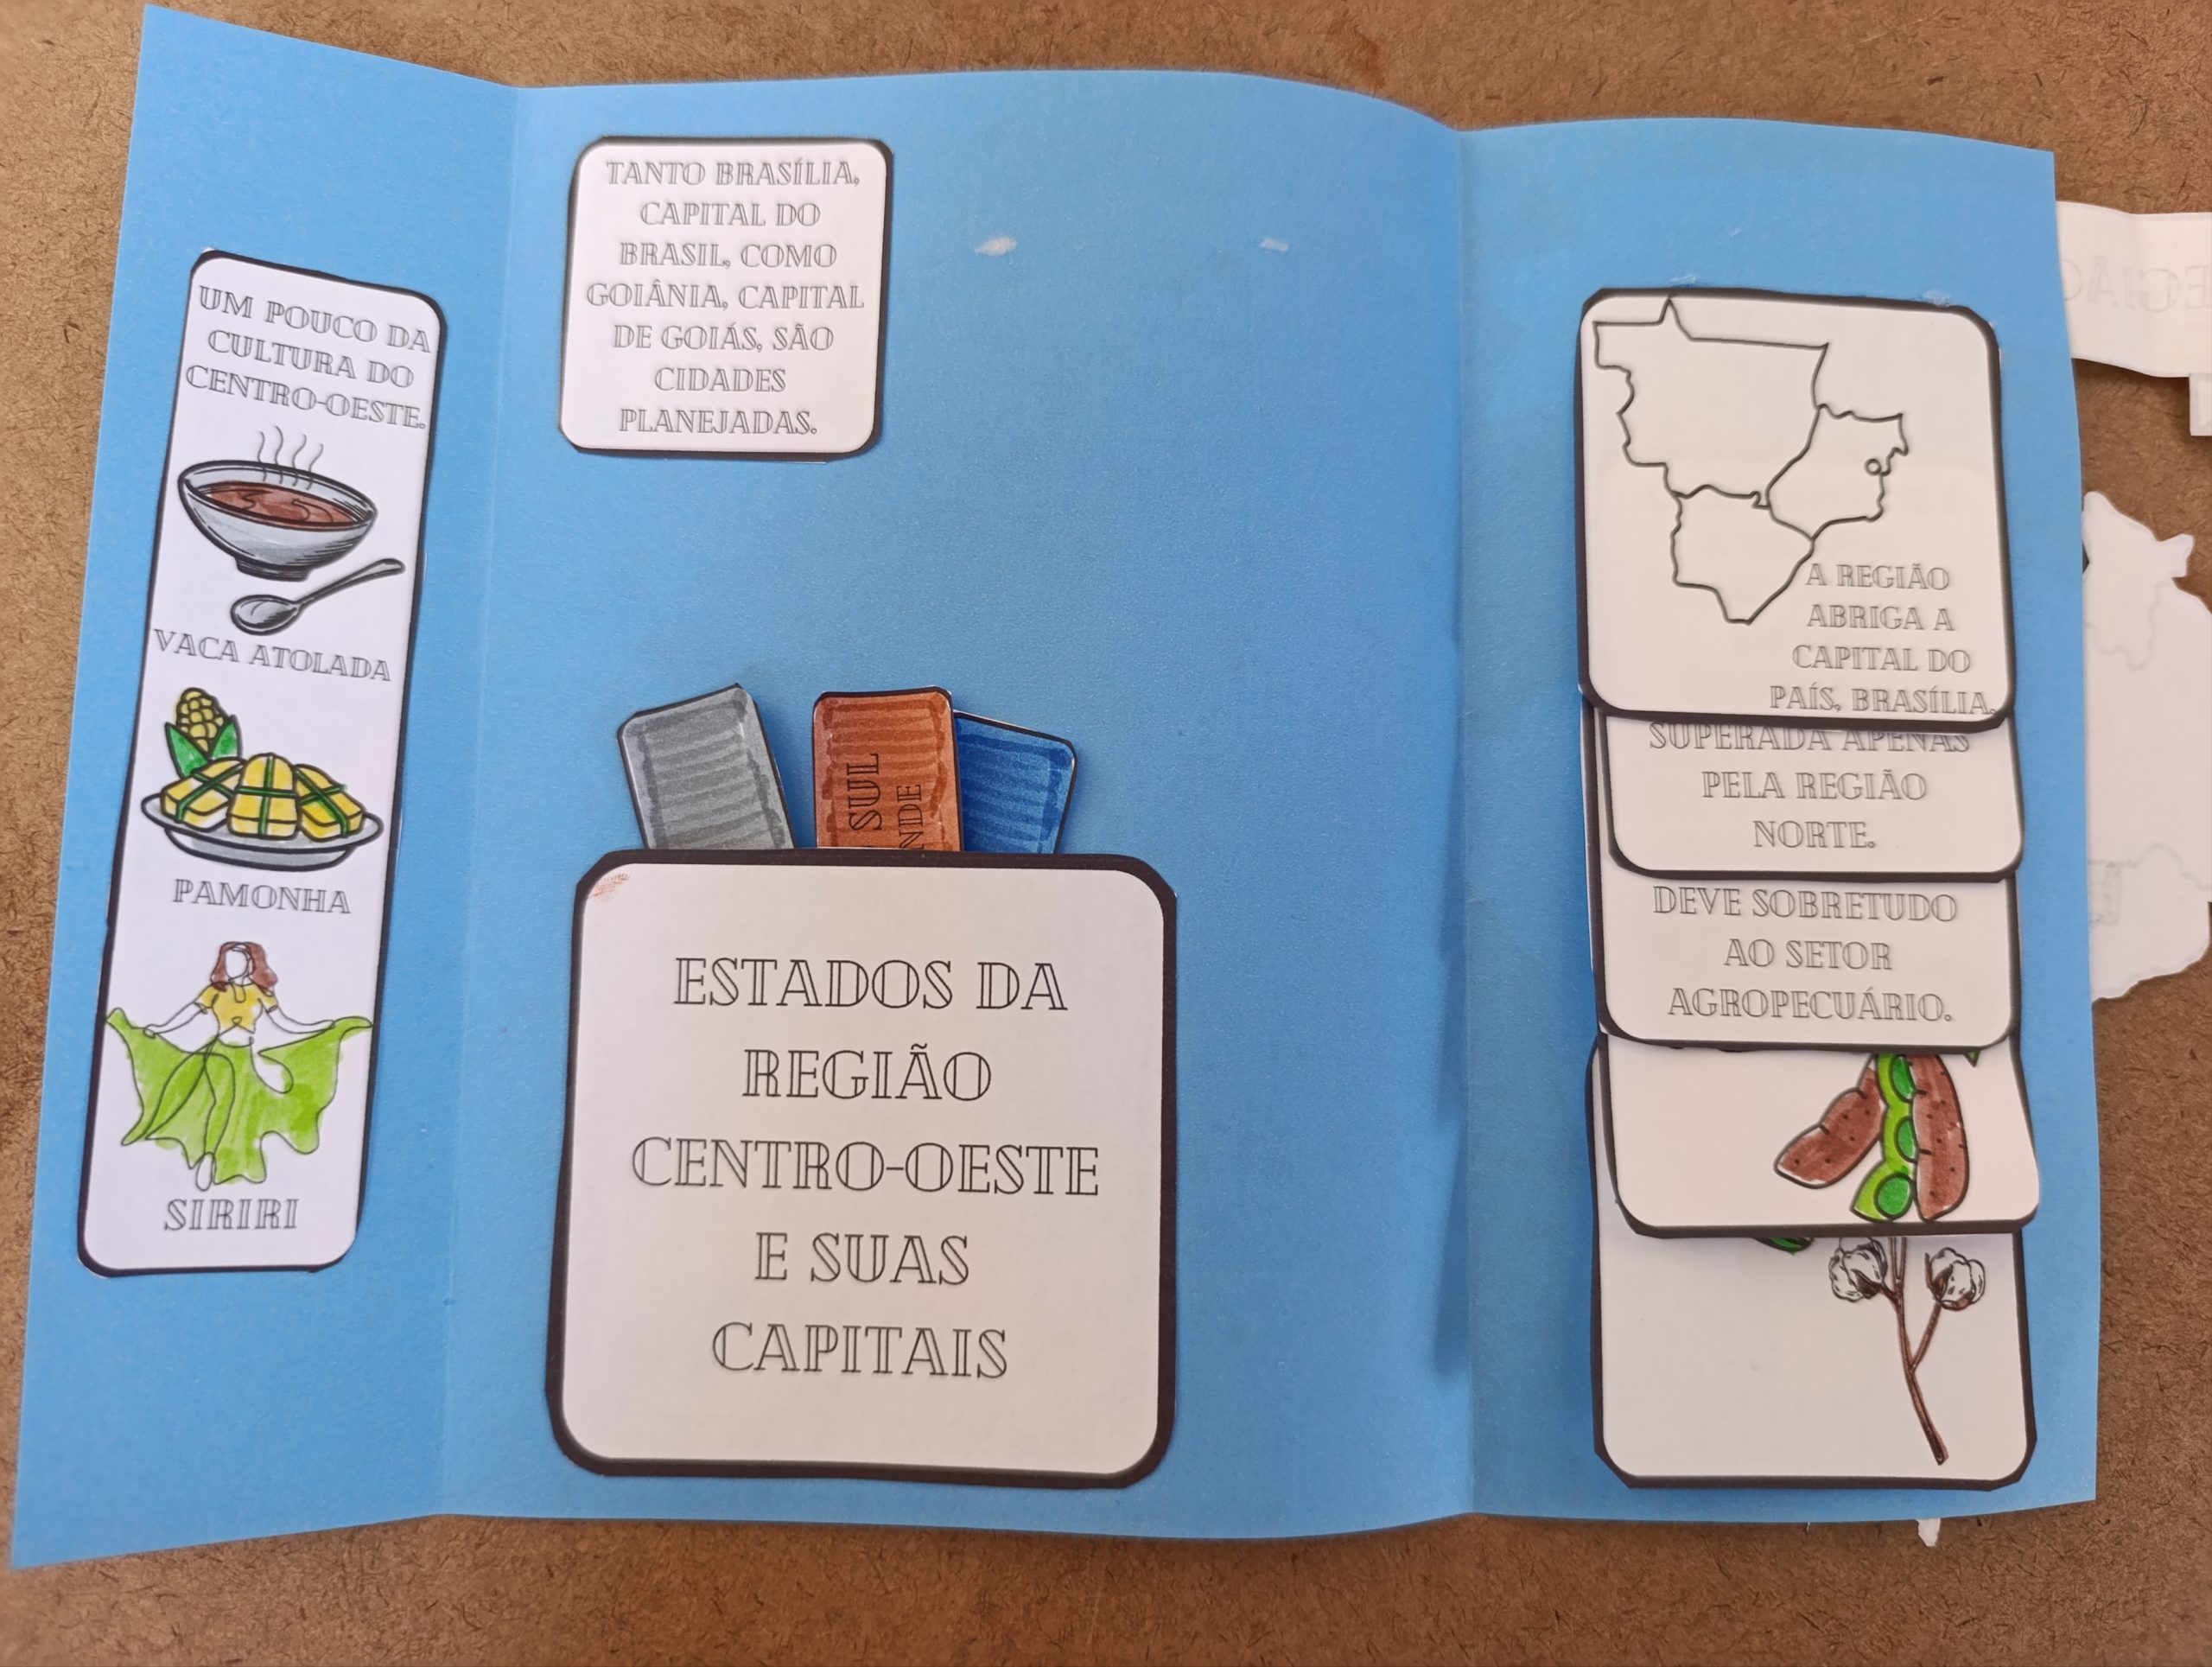 UM POUCO DA
CULTURA DO
CENTRO-OESTE.
VACA ATOLADA
PAMONHA
SIRIRI
TANTO BRASÍLIA,
CAPITAL DO
BRASIL, COMO
GOIÂNIA, CAPITAL
DE GOIÁS, SÃO
CIDADES
PLANEJADAS.
SUL
NDE
ESTADOS DA
REGIÃO
CENTRO-OESTE
E SUAS
CAPITAIS
A REGIÃO
ABRIGA A
CAPITAL DO
PAÍS, BRASÍLIA.
SUPERADA APENAS
PELA REGIÃO
NORTE.
DEVE SOBRETUDO
AO SETOR
AGROPECUÁRIO.